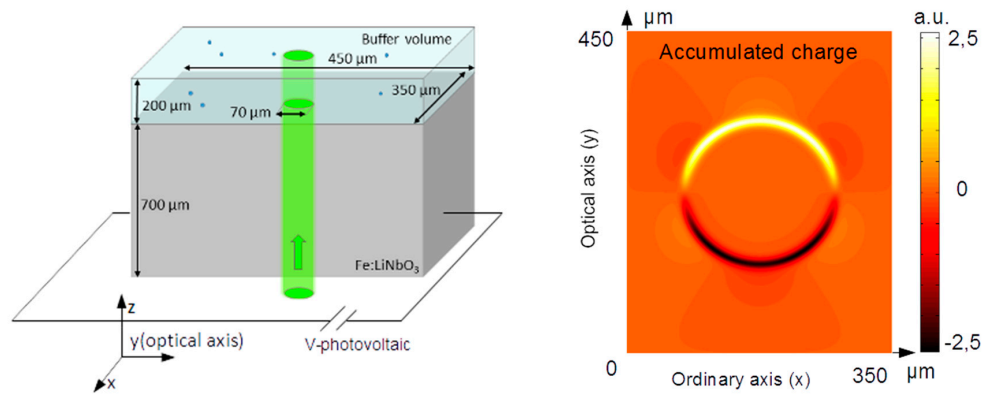 Buffer volume
450 µm
350 µm
200 µm
70 µm
700 µm
Fe:LiNbO3
z
y(optical axis)
x
V-photovoltaic
µm
450
Accumulated charge
Optical axis (y)
0
Ordinary axis (x)
350
µm
a.u.
2,5
0
-2,5